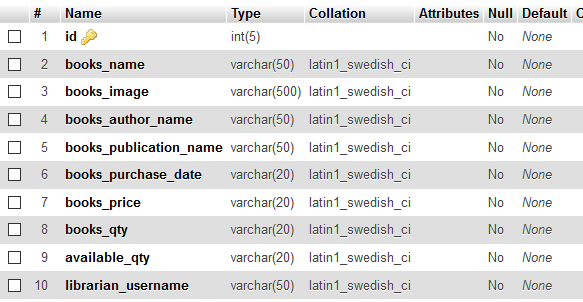 # Name Type Collation Attributes Null Default C
1 id int(5) No None
2 books_name varchar(50) latin1_swedish_ci No None
3 books_image varchar(500) latin1_swedish_ci No None
4 books_author_name varchar(50) latin1_swedish_ci No None
5 books_publication_name varchar(50) latin1_swedish_ci No None
6 books_purchase_date varchar(20) latin1_swedish_ci No None
7 books_price varchar(20) latin1_swedish_ci No None
8 books_qty varchar(20) latin1_swedish_ci No None
9 available_qty varchar(20) latin1_swedish_ci No None
10 librarian_username varchar(50) latin1_swedish_ci No None